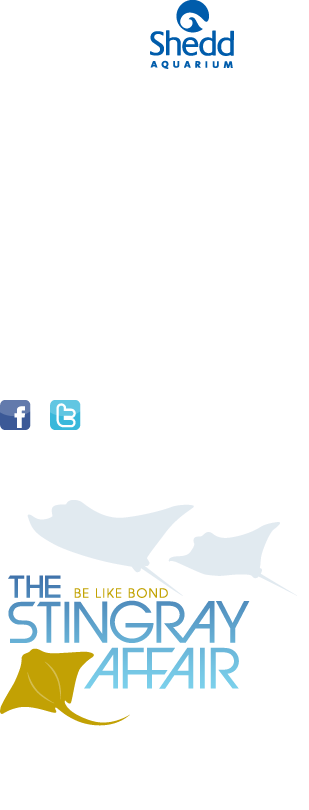 Shedd
AQUARIUM
f
t
THE
BE LIKE BOND
STINGRAY
AFFAIR